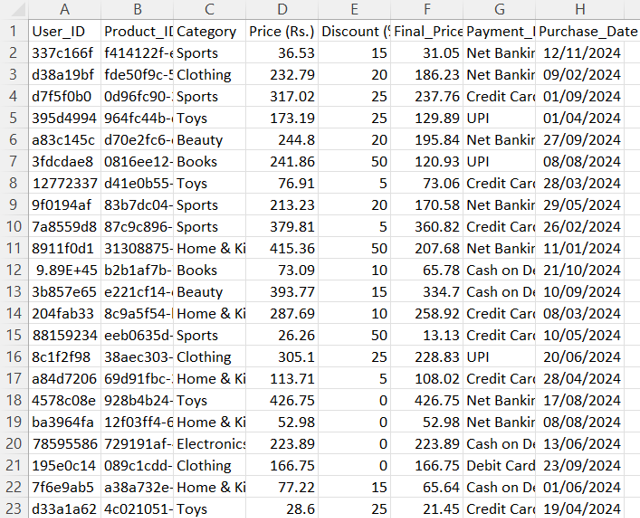 A B C D E F G H
1 User_ID Product_ID Category Price (Rs.) Discount (% Final_Price Payment_ Purchase_Date
2 337c166f f414122f-e Sports 36.53 15 31.05 Net Bankin 12/11/2024
3 d38a19bf fde50f9c-5 Clothing 232.79 20 186.23 Net Bankin 09/02/2024
4 d7f5f0b0 0d96fc90- Sports 317.02 25 237.76 Credit Card 01/09/2024
5 395d4994 964fc44b- Toys 173.19 25 129.89 UPI 01/04/2024
6 a83c145c d70e2fc6- Beauty 244.8 20 195.84 Net Bankin 27/09/2024
7 3fdcdae8 0816ee12- Books 241.86 50 120.93 UPI 08/08/2024
8 12772337 d41e0b55- Toys 76.91 5 73.06 Credit Card 28/03/2024
9 9f0194af 83b7dc04- Sports 213.23 20 170.58 Net Bankin 29/05/2024
10 7a8559d8 87c9c896- Sports 379.81 5 360.82 Credit Card 26/02/2024
11 8911f0d1 31308875- Home & Ki 415.36 50 207.68 Net Bankin 11/01/2024
12 9.89E+45 b2b1af7b- Books 73.09 10 65.78 Cash on De 21/10/2024
13 3b857e65 e221cf14- Beauty 393.77 15 334.7 Cash on De 10/09/2024
14 204fab33 8c9a5f54- Home & Ki 287.69 10 258.92 Credit Card 08/03/2024
15 88159234 eeb0635d- Sports 26.26 50 13.13 Credit Card 10/05/2024
16 8c1f2f98 38aec303- Clothing 305.1 25 228.83 UPI 20/06/2024
17 a84d7206 69d91fbc- Home & Ki 113.71 5 108.02 Credit Card 28/04/2024
18 4578c08e 928b4b24- Toys 426.75 0 426.75 Net Bankin 17/08/2024
19 ba3964fa 12f03ff4-6 Home & Ki 52.98 0 52.98 Net Bankin 08/08/2024
20 78595586 729191af- Electronics 223.89 0 223.89 Cash on De 13/06/2024
21 195e0c14 089c1cdd- Clothing 166.75 0 166.75 Debit Card 23/09/2024
22 7f6e9ab5 a38a732e- Home & Ki 77.22 15 65.64 Cash on De 01/06/2024
23 d33a1a62 4c021051- Toys 28.6 25 21.45 Credit Card 19/04/2024